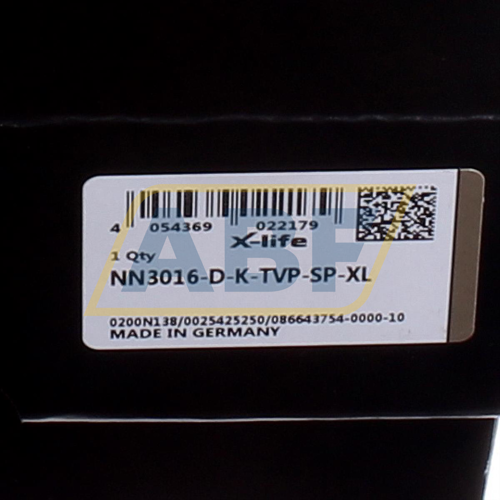 4 054369 022179
X-life
1 Qty
NN3016-D-K-TVP-SP-XL
0200N138/0025425250/086643754-0000-10
MADE IN GERMANY
ABF